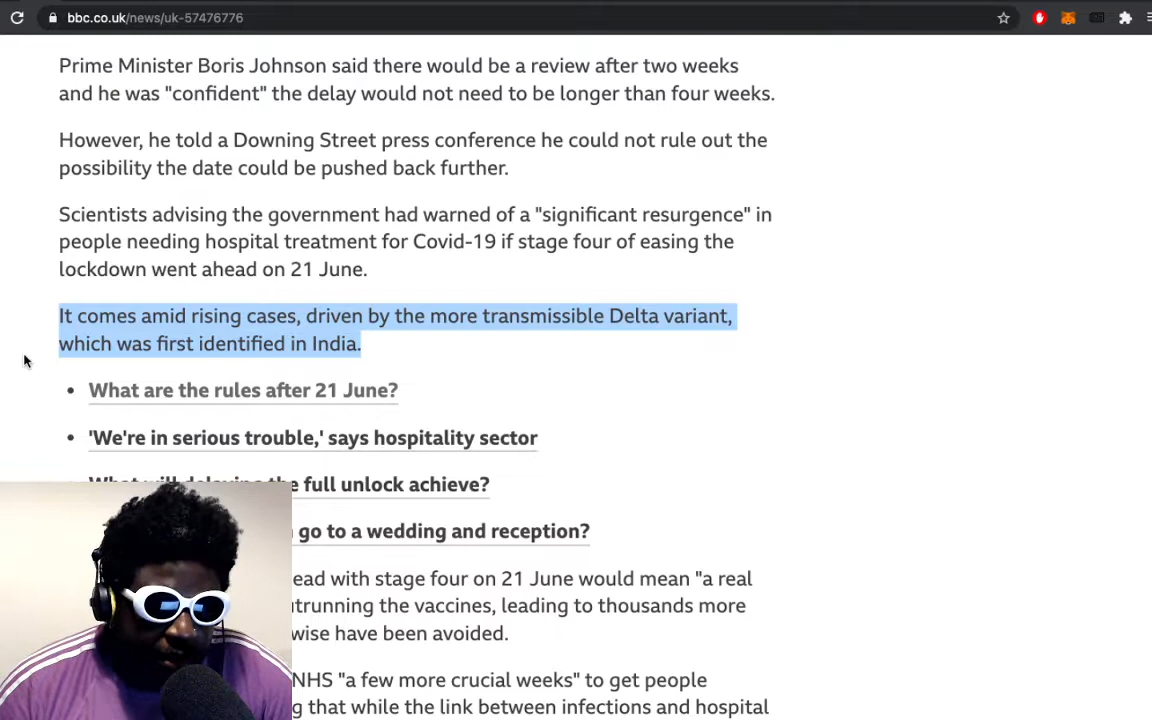 bbc.co.uk/news/uk-57476776
Prime Minister Boris Johnson said there would be a review after two weeks
and he was "confident" the delay would not need to be longer than four weeks.
However, he told a Downing Street press conference he could not rule out the
possibility the date could be pushed back further.
Scientists advising the government had warned of a "significant resurgence" in
people needing hospital treatment for Covid-19 if stage four of easing the
lockdown went ahead on 21 June.
It comes amid rising cases, driven by the more transmissible Delta variant,
which was first identified in India.
• What are the rules after 21 June?
• 'We're in serious trouble,' says hospitality sector
What will delaying the full unlock achieve?
go to a wedding and reception?
with stage four on 21 June would mean "a real
the vaccines, leading to thousands more
have been avoided.
NHS "a few more crucial weeks" to get people
that while the link between infections and hospital